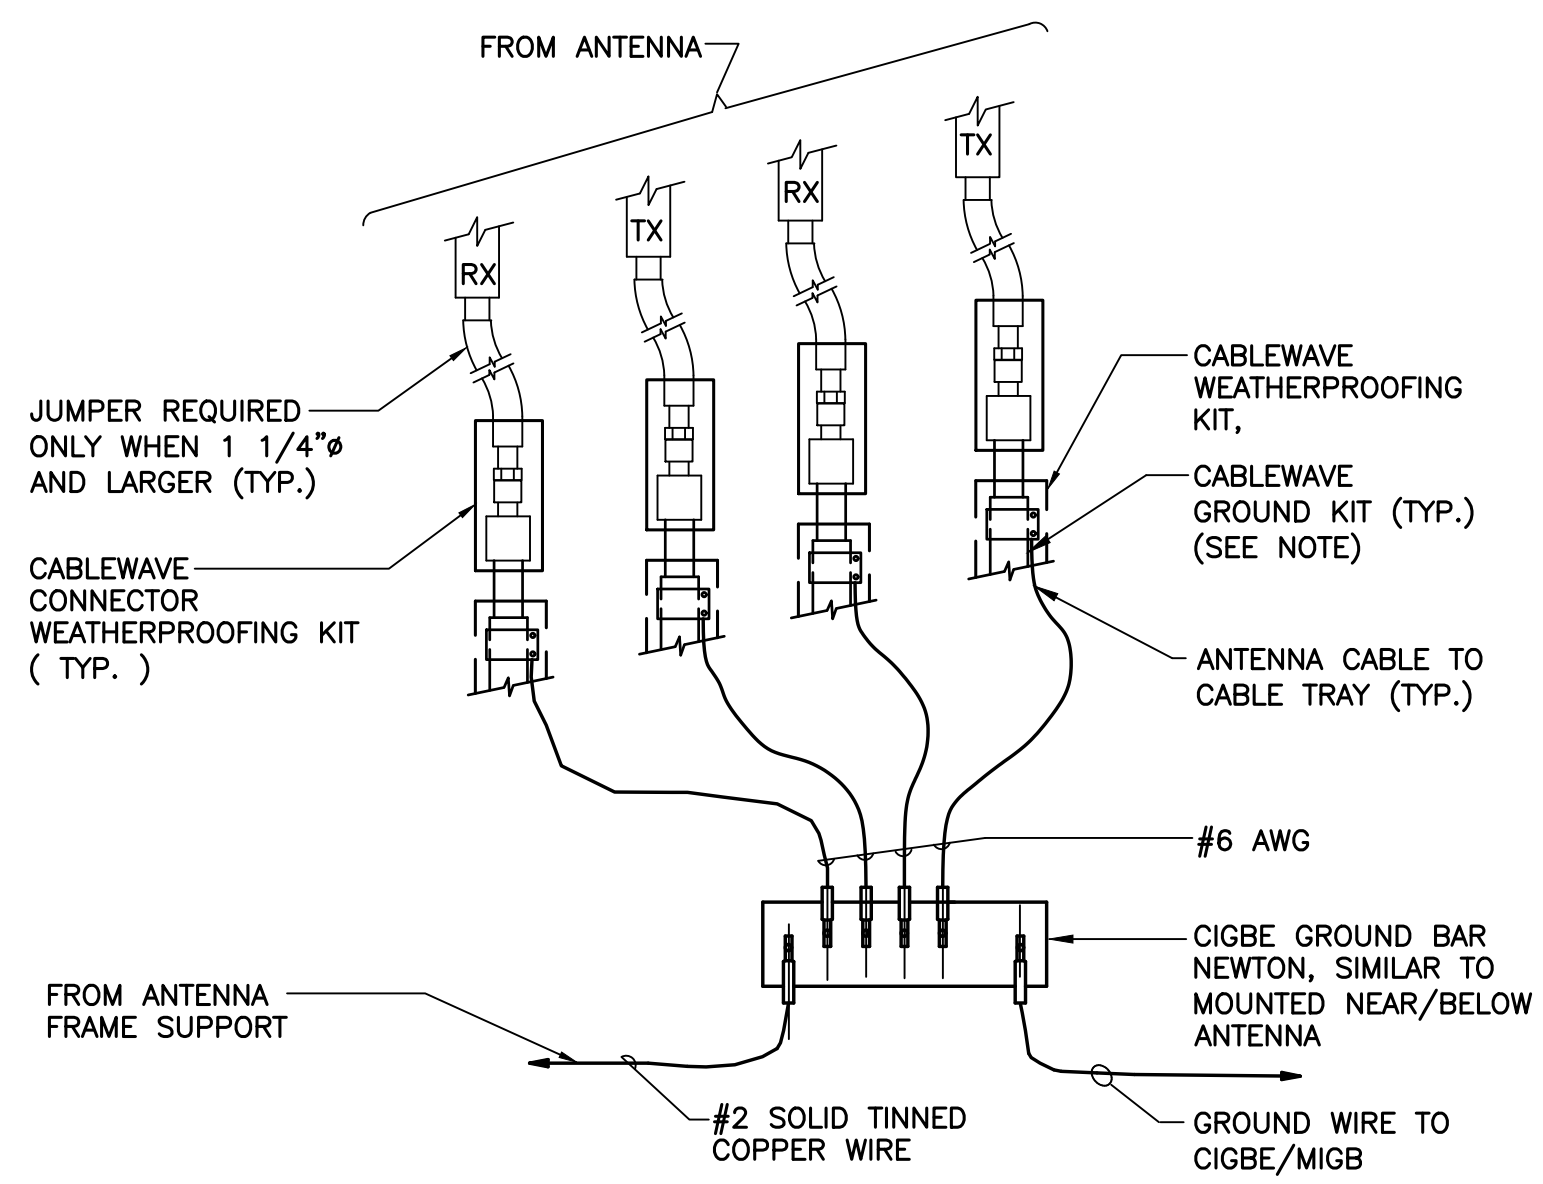 FROM ANTENNA
TX
RX
TX
RX
JUMPER REQUIRED
ONLY WHEN 1 1/4"ø
AND LARGER (TYP.)
CABLEWAVE
CONNECTOR
WEATHERPROOFING KIT
( TYP. )
CABLEWAVE
WEATHERPROOFING
KIT,
CABLEWAVE
GROUND KIT (TYP.)
(SEE NOTE)
ANTENNA CABLE TO
CABLE TRAY (TYP.)
#6 AWG
CIGBE GROUND BAR
NEWTON, SIMILAR TO
MOUNTED NEAR/BELOW
ANTENNA
FROM ANTENNA
FRAME SUPPORT
#2 SOLID TINNED
COPPER WIRE
GROUND WIRE TO
CIGBE/MIGB